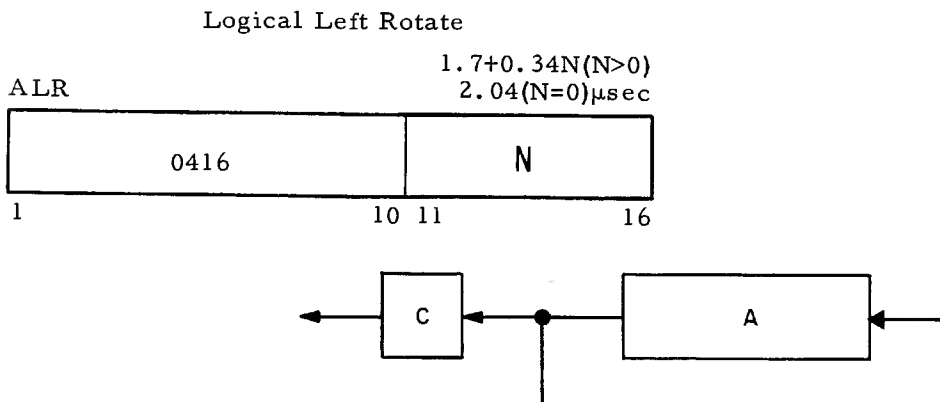 Logical Left Rotate
1.7+0.34N(N>0)
ALR 2.04(N=0)μsec
0416 N
1 10 11 16
C A